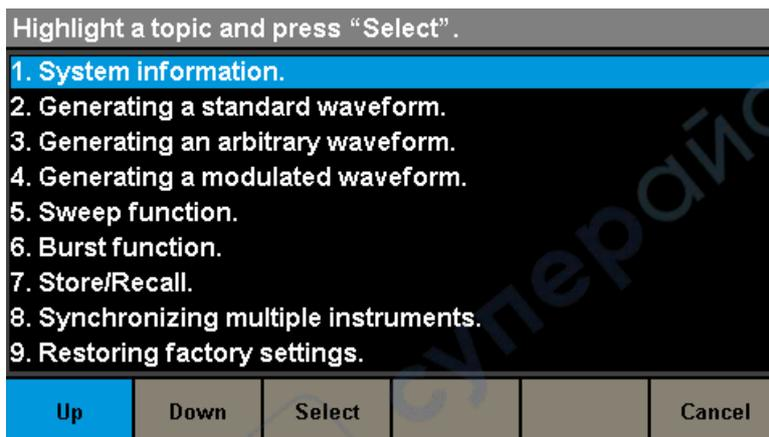 Highlight a topic and press “Select”.
1. System information.
2. Generating a standard waveform.
3. Generating an arbitrary waveform.
4. Generating a modulated waveform.
5. Sweep function.
6. Burst function.
7. Store/Recall.
8. Synchronizing multiple instruments.
9. Restoring factory settings.
Up Down Select Cancel
суперайс